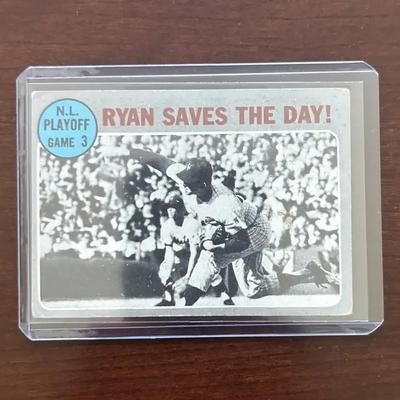 N.L.
PLAYOFF
GAME 3
RYAN SAVES THE DAY!